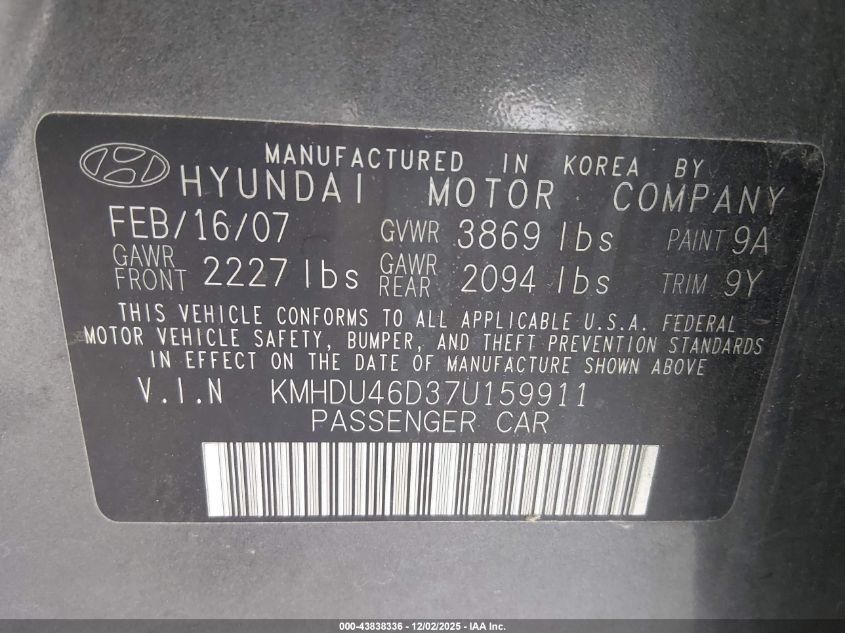 MANUFACTURED IN KOREA BY
HYUNDAI MOTOR COMPANY
FEB/16/07 GVWR 3869 lbs PAINT 9A
GAWR FRONT 2227 lbs GAWR REAR 2094 lbs TRIM 9Y
THIS VEHICLE CONFORMS TO ALL APPLICABLE U.S.A. FEDERAL
MOTOR VEHICLE SAFETY, BUMPER, AND THEFT PREVENTION STANDARDS
IN EFFECT ON THE DATE OF MANUFACTURE SHOWN ABOVE
V.I.N KMHDU46D37U159911
PASSENGER CAR
000-43838336 - 12/02/2025 - IAA Inc.